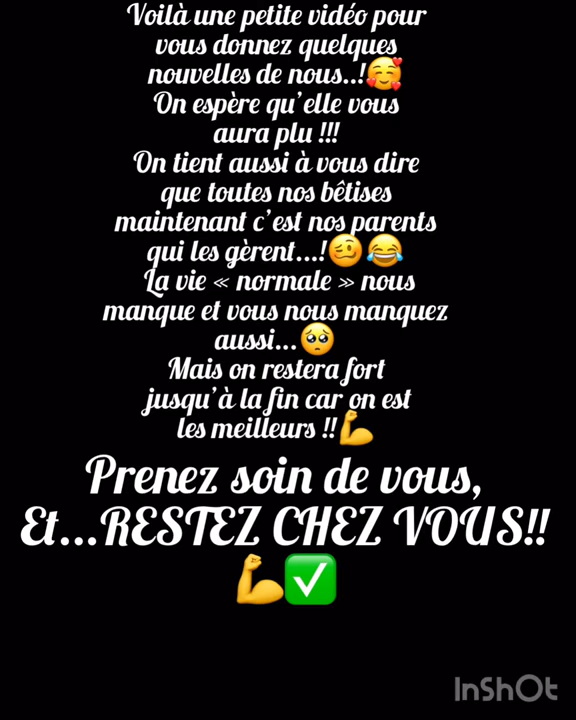 Voilà une petite vidéo pour
vous donnez quelques
nouvelles de nous..!🥰
On espère qu'elle vous
aura plu !!!
On tient aussi à vous dire
que toutes nos bêtises
maintenant c'est nos parents
qui les gèrent...!🥴😂
La vie « normale » nous
manque et vous nous manquez
aussi...🥺
Mais on restera fort
jusqu'à la fin car on est
les meilleurs !!💪
Prenez soin de vous,
Et...RESTEZ CHEZ VOUS!!
💪✅
InShOt